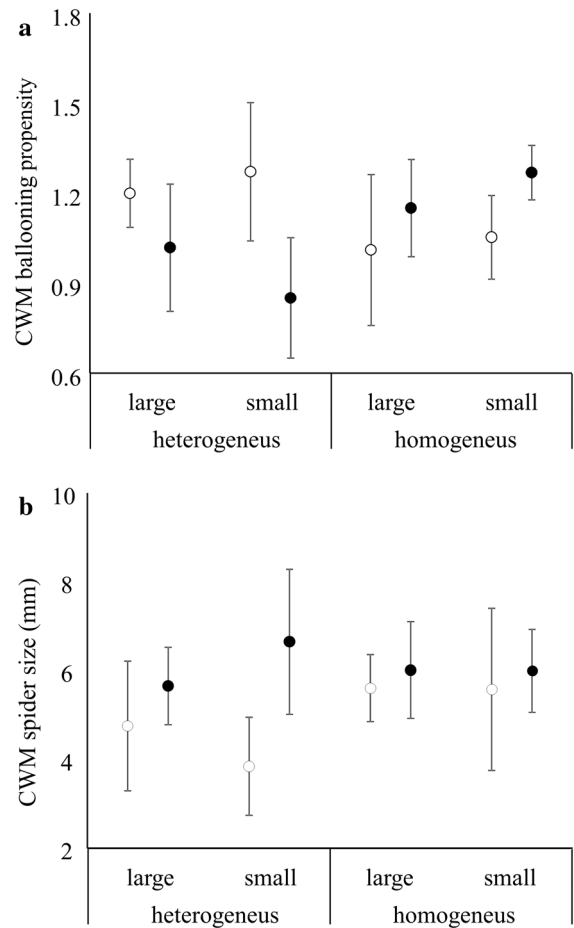 a
CWM ballooning propensity
1.8
1.5
1.2
0.9
0.6
large small large small
heterogeneus homogeneus
b
CWM spider size (mm)
10
8
6
4
2
large small large small
heterogeneus homogeneus